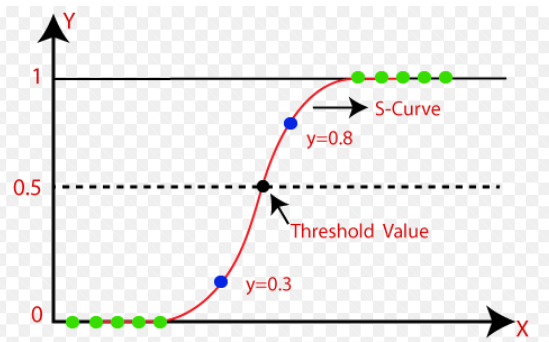 Y
1
S-Curve
y=0.8
0.5
Threshold Value
y=0.3
0
X